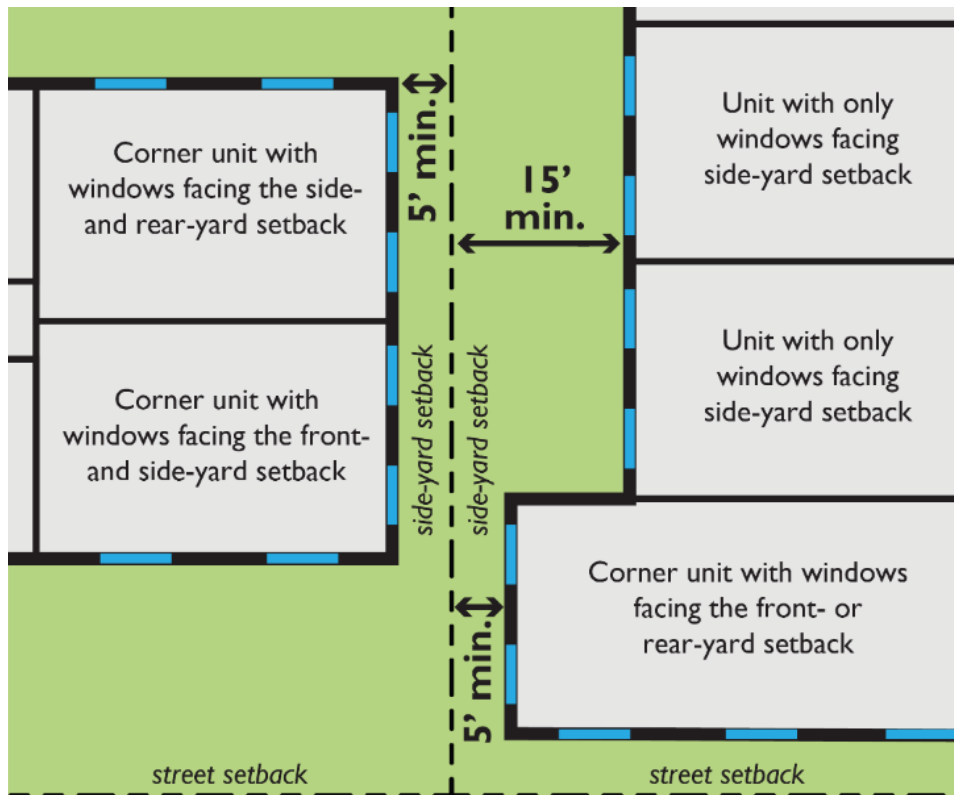 Corner unit with
windows facing the side-
and rear-yard setback
5' min.
15'
min.
Unit with only
windows facing
side-yard setback
Corner unit with
windows facing the front-
and side-yard setback
side-yard setback
side-yard setback
Unit with only
windows facing
side-yard setback
Corner unit with windows
facing the front- or
rear-yard setback
5' min.
street setback
street setback